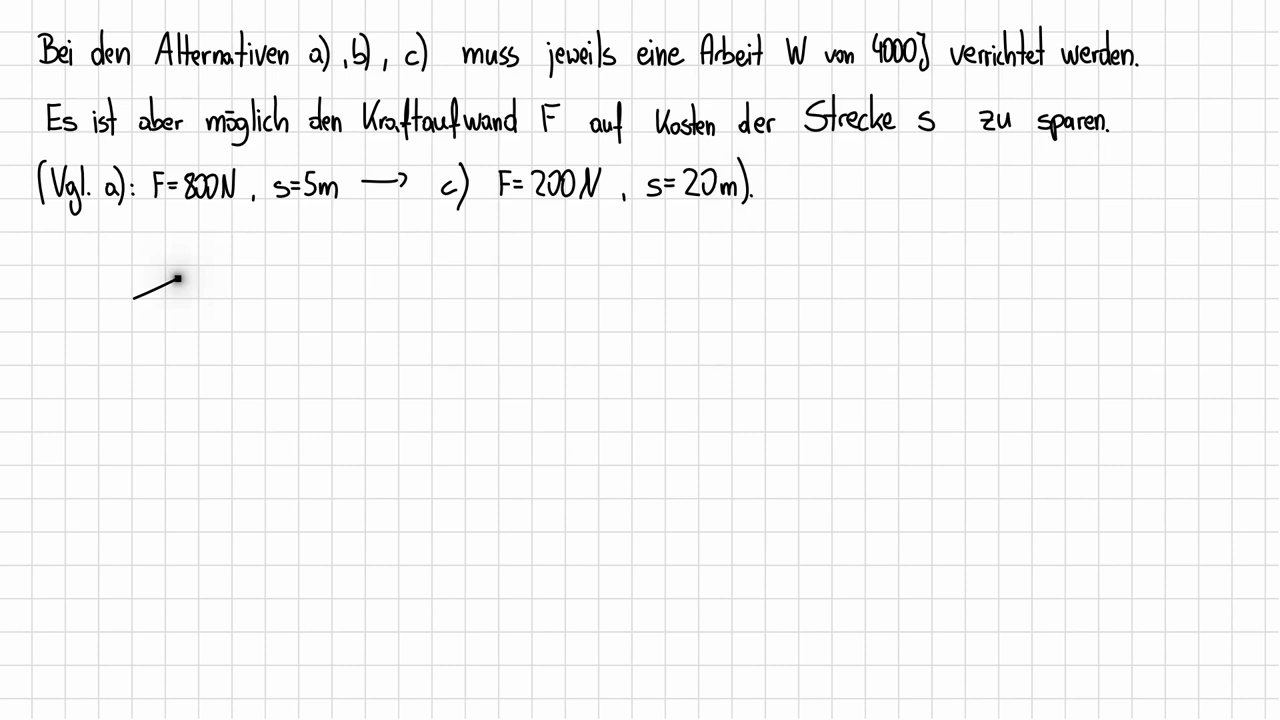 Bei den Alternativen a), b), c) muss jeweils eine Arbeit W von 4000J verrichtet werden.
Es ist aber möglich den Kraftaufwand F auf Kosten der Strecke s zu sparen.
(Vgl. a): F=800N, s=5m → c) F=200N, s=20m).